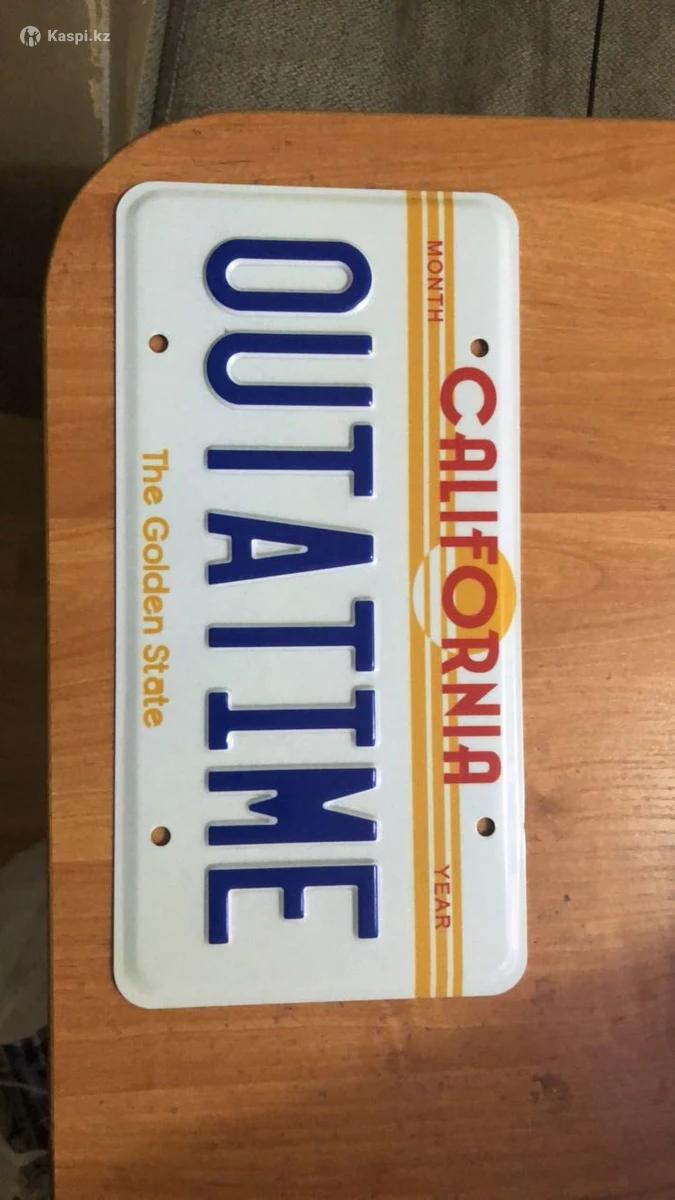 Kaspi.kz
CALIFORNIA
MONTH YEAR
OUTATIME
The Golden State